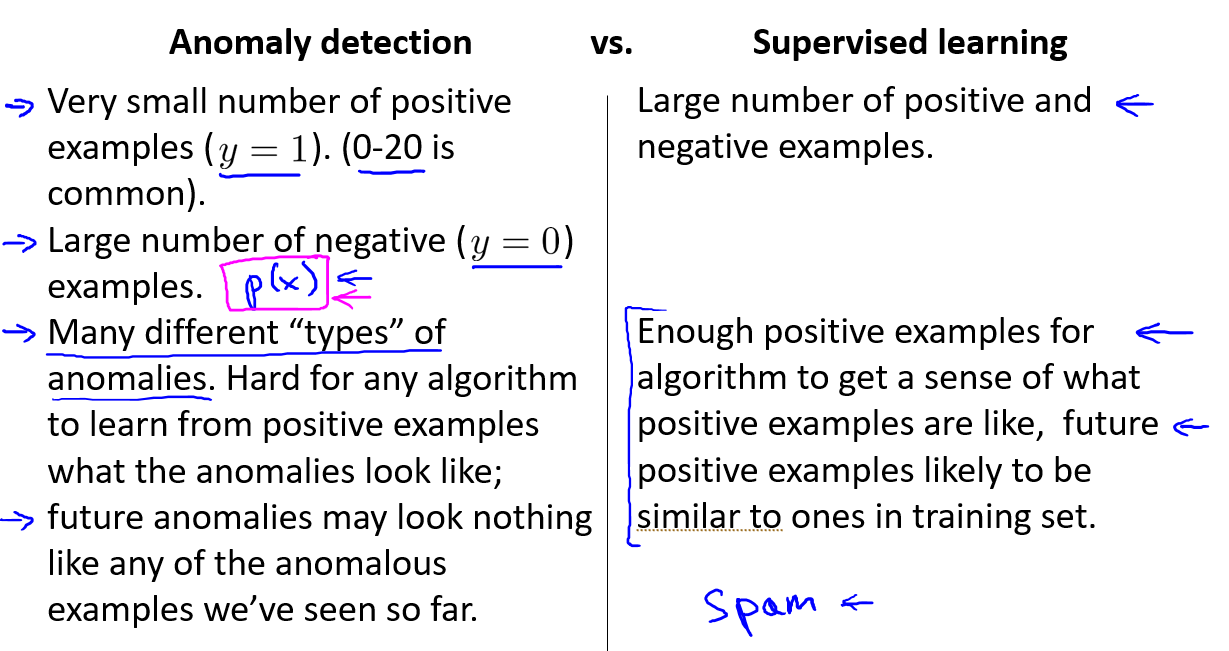 Anomaly detection vs. Supervised learning
Very small number of positive
examples (y = 1). (0-20 is
common).
Large number of negative (y = 0)
examples. p(x)
Many different “types” of
anomalies. Hard for any algorithm
to learn from positive examples
what the anomalies look like;
future anomalies may look nothing
like any of the anomalous
examples we’ve seen so far.
Large number of positive and
negative examples.
Enough positive examples for
algorithm to get a sense of what
positive examples are like, future
positive examples likely to be
similar to ones in training set.
Spam